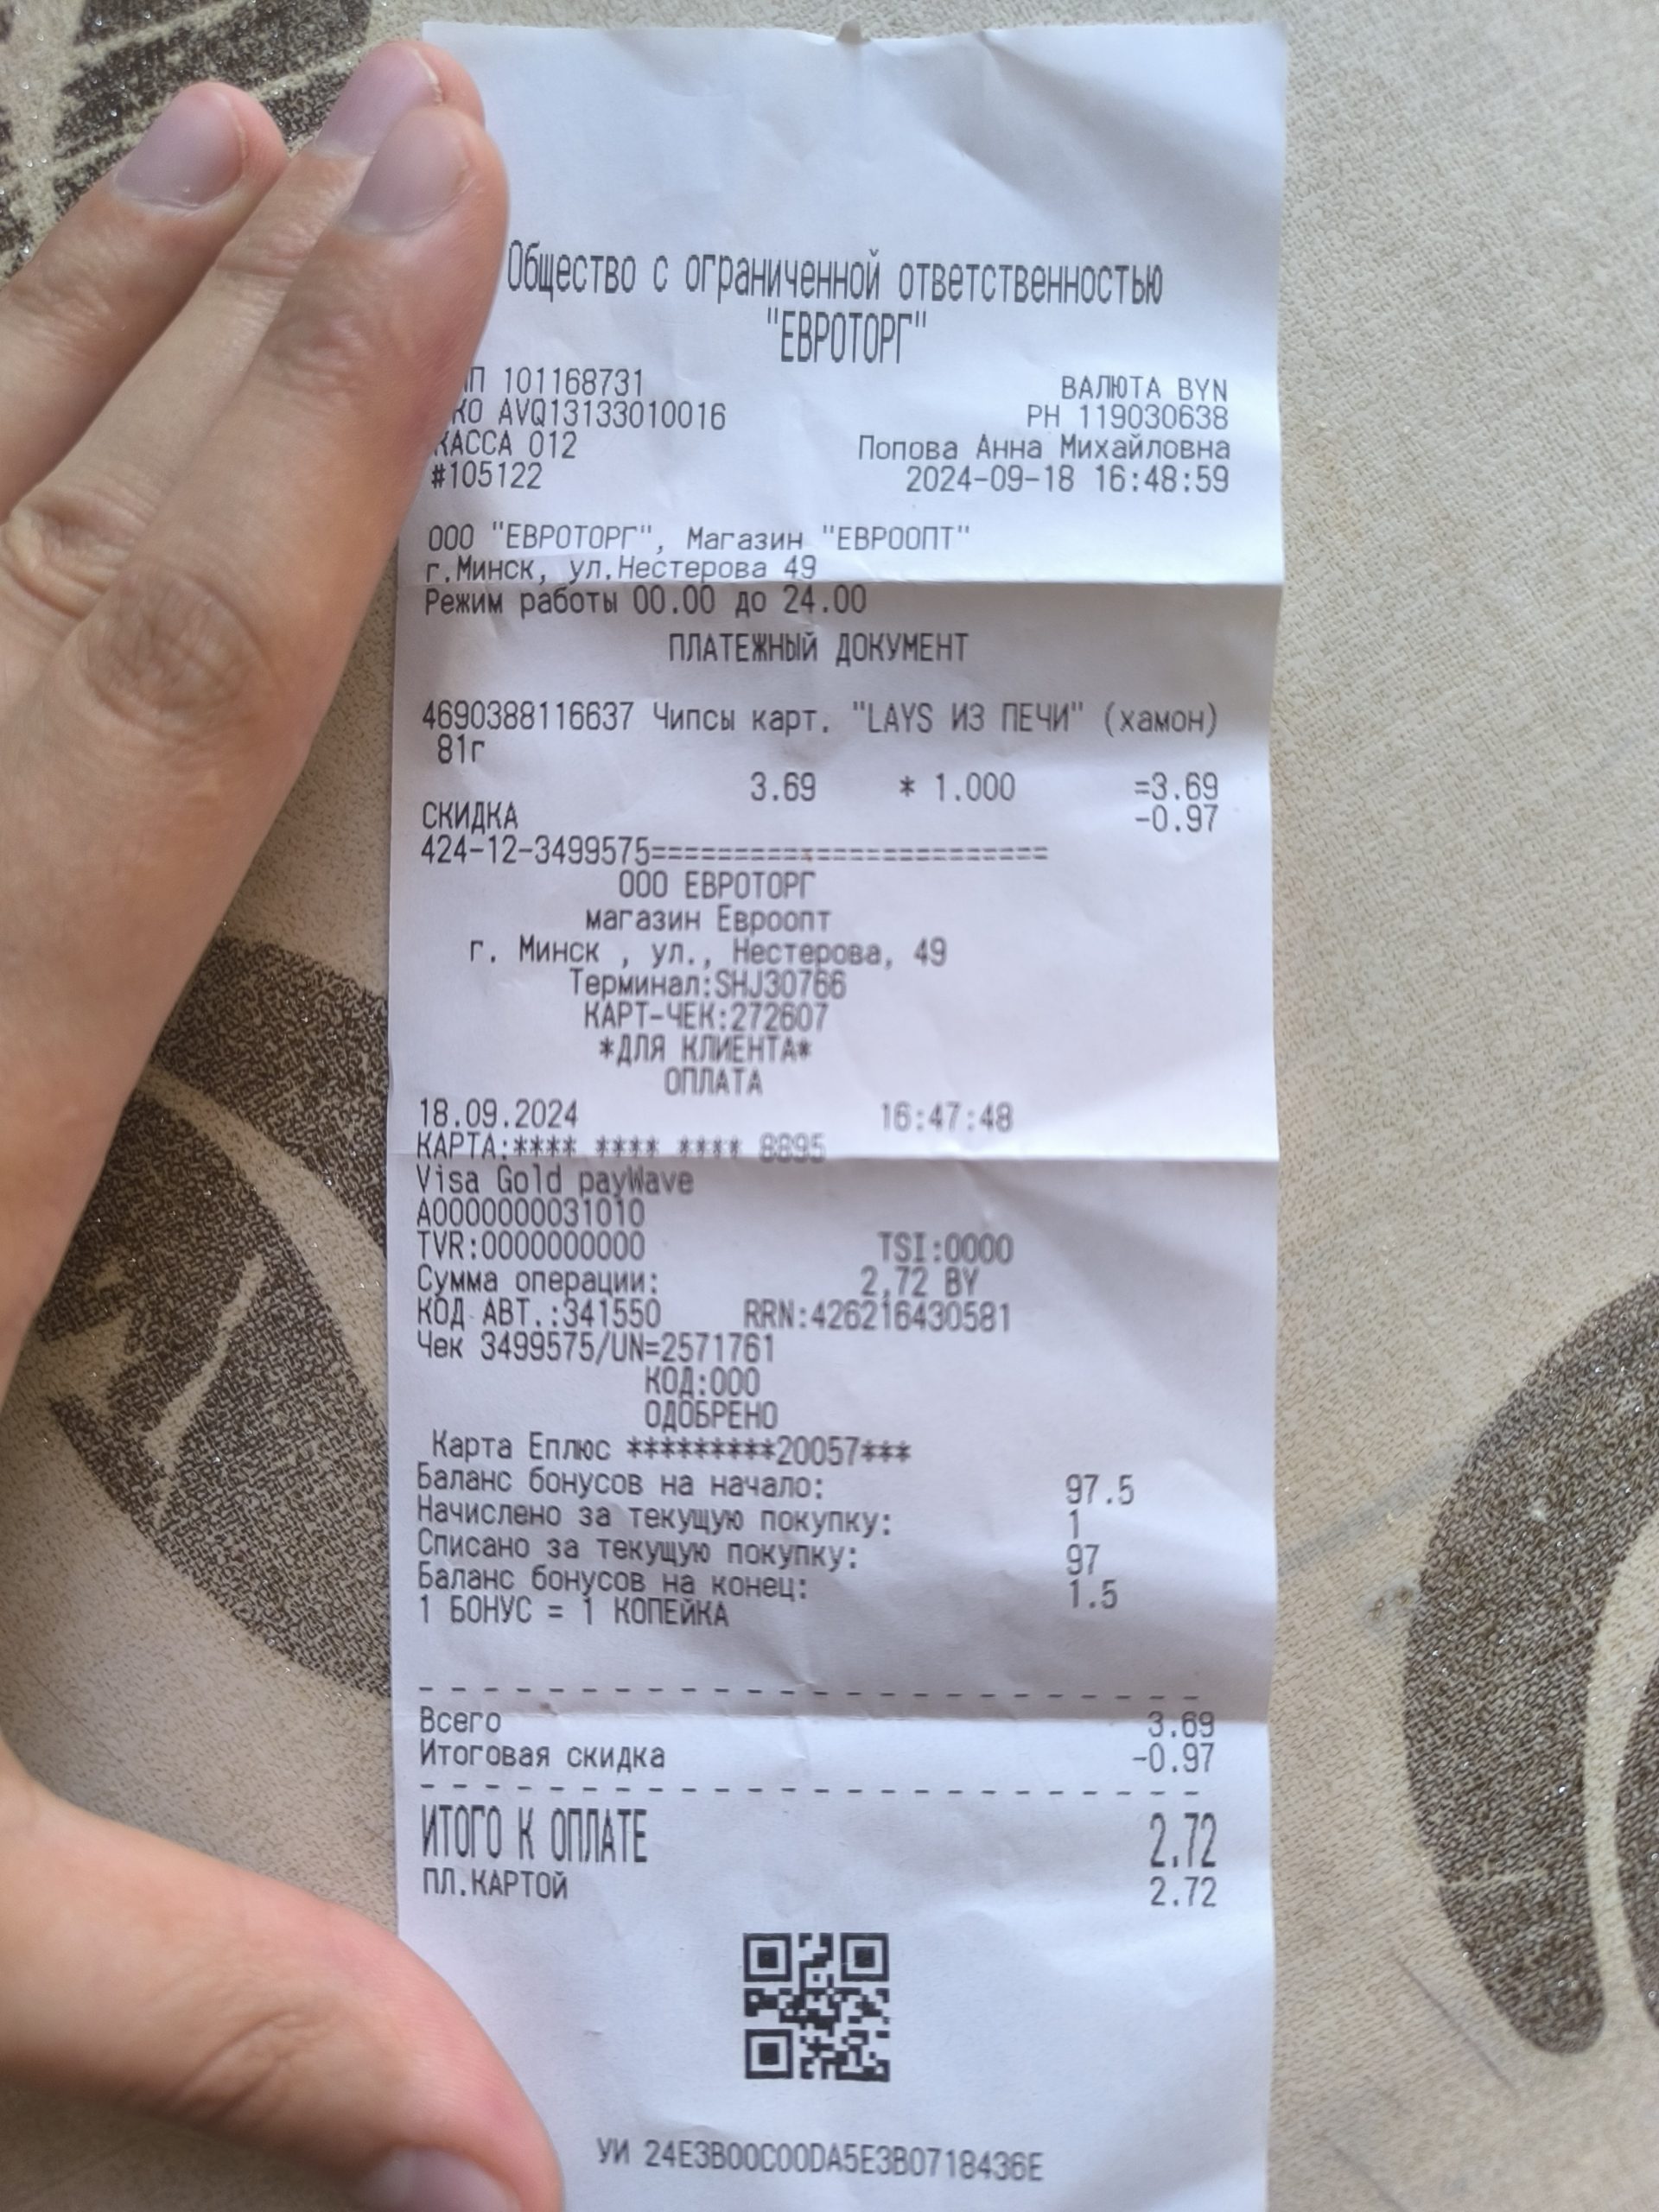 Общество с ограниченной ответственностью
"ЕВРОТОРГ"
101168731 ВАЛЮТА BYN
AVQ13133010016 РН 119030638
КАССА 012 Попова Анна Михайловна
#105122 2024-09-18 16:48:59
ООО "ЕВРОТОРГ", Магазин "ЕВРООПТ"
г.Минск, ул.Нестерова 49
Режим работы 00.00 до 24.00
ПЛАТЕЖНЫЙ ДОКУМЕНТ
4690388116637 Чипсы карт. "LAYS ИЗ ПЕЧИ" (хамон)
81г
3.69 * 1.000 =3.69
СКИДКА -0.97
424-12-3499575========================
ООО ЕВРОТОРГ
магазин Евроопт
г. Минск , ул., Нестерова, 49
Терминал:SHJ30766
КАРТ-ЧЕК:272607
*ДЛЯ КЛИЕНТА*
ОПЛАТА
18.09.2024 16:47:48
КАРТА:**** **** **** 8895
Visa Gold payWave
A0000000031010
TVR:0000000000 TSI:0000
Сумма операции: 2,72 BY
КОД АВТ.:341550 RRN:426216430581
Чек 3499575/UN=2571761
КОД:000
ОДОБРЕНО
Карта Еплюс *********20057***
Баланс бонусов на начало: 97.5
Начислено за текущую покупку: 1
Списано за текущую покупку: 97
Баланс бонусов на конец: 1.5
1 БОНУС = 1 КОПЕЙКА
Всего 3.69
Итоговая скидка -0.97
ИТОГО К ОПЛАТЕ 2.72
ПЛ.КАРТОЙ 2.72
УИ 24E3B00C00DA5E3B0718436E